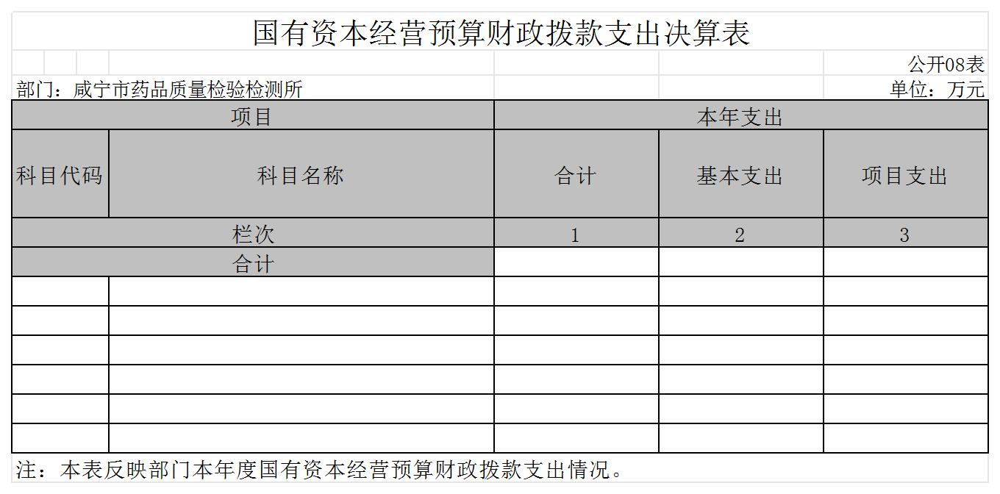 国有资本经营预算财政拨款支出决算表
公开08表
部门：咸宁市药品质量检验检测所 单位：万元
项目 本年支出
科目代码 科目名称 合计 基本支出 项目支出
栏次 1 2 3
合计
注：本表反映部门本年度国有资本经营预算财政拨款支出情况。